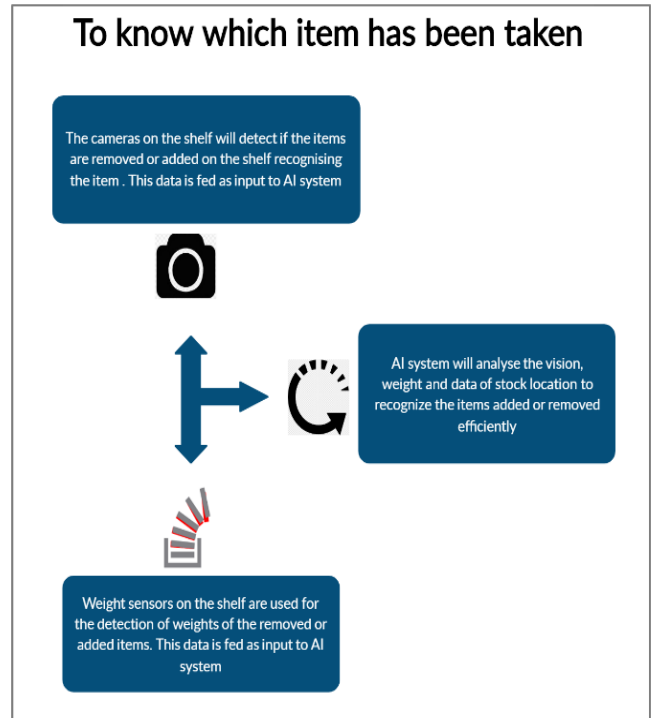 To know which item has been taken
The cameras on the shelf will detect if the items
are removed or added on the shelf recognising
the item . This data is fed as input to AI system
AI system will analyse the vision,
weight and data of stock location to
recognize the items added or removed
efficiently
Weight sensors on the shelf are used for
the detection of weights of the removed or
added items. This data is fed as input to AI
system